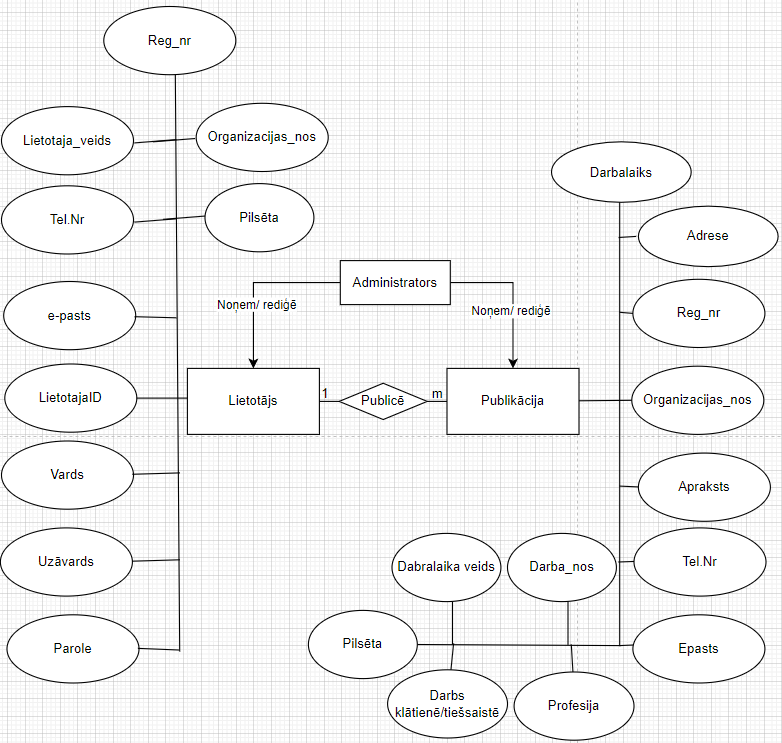 Reg_nr
Lietotaja_veids
Organizacijas_nos
Tel.Nr
Pilsēta
e-pasts
LietotajaID
Vards
Uzāvards
Parole
Administrators
Noņem/ rediģē
Noņem/ rediģē
Lietotājs
1
Publicē
m
Publikācija
Darbalaiks
Adrese
Reg_nr
Organizacijas_nos
Apraksts
Tel.Nr
Epasts
Dabralaika veids
Darba_nos
Pilsēta
Darbs
klātienē/tiešsaistē
Profesija